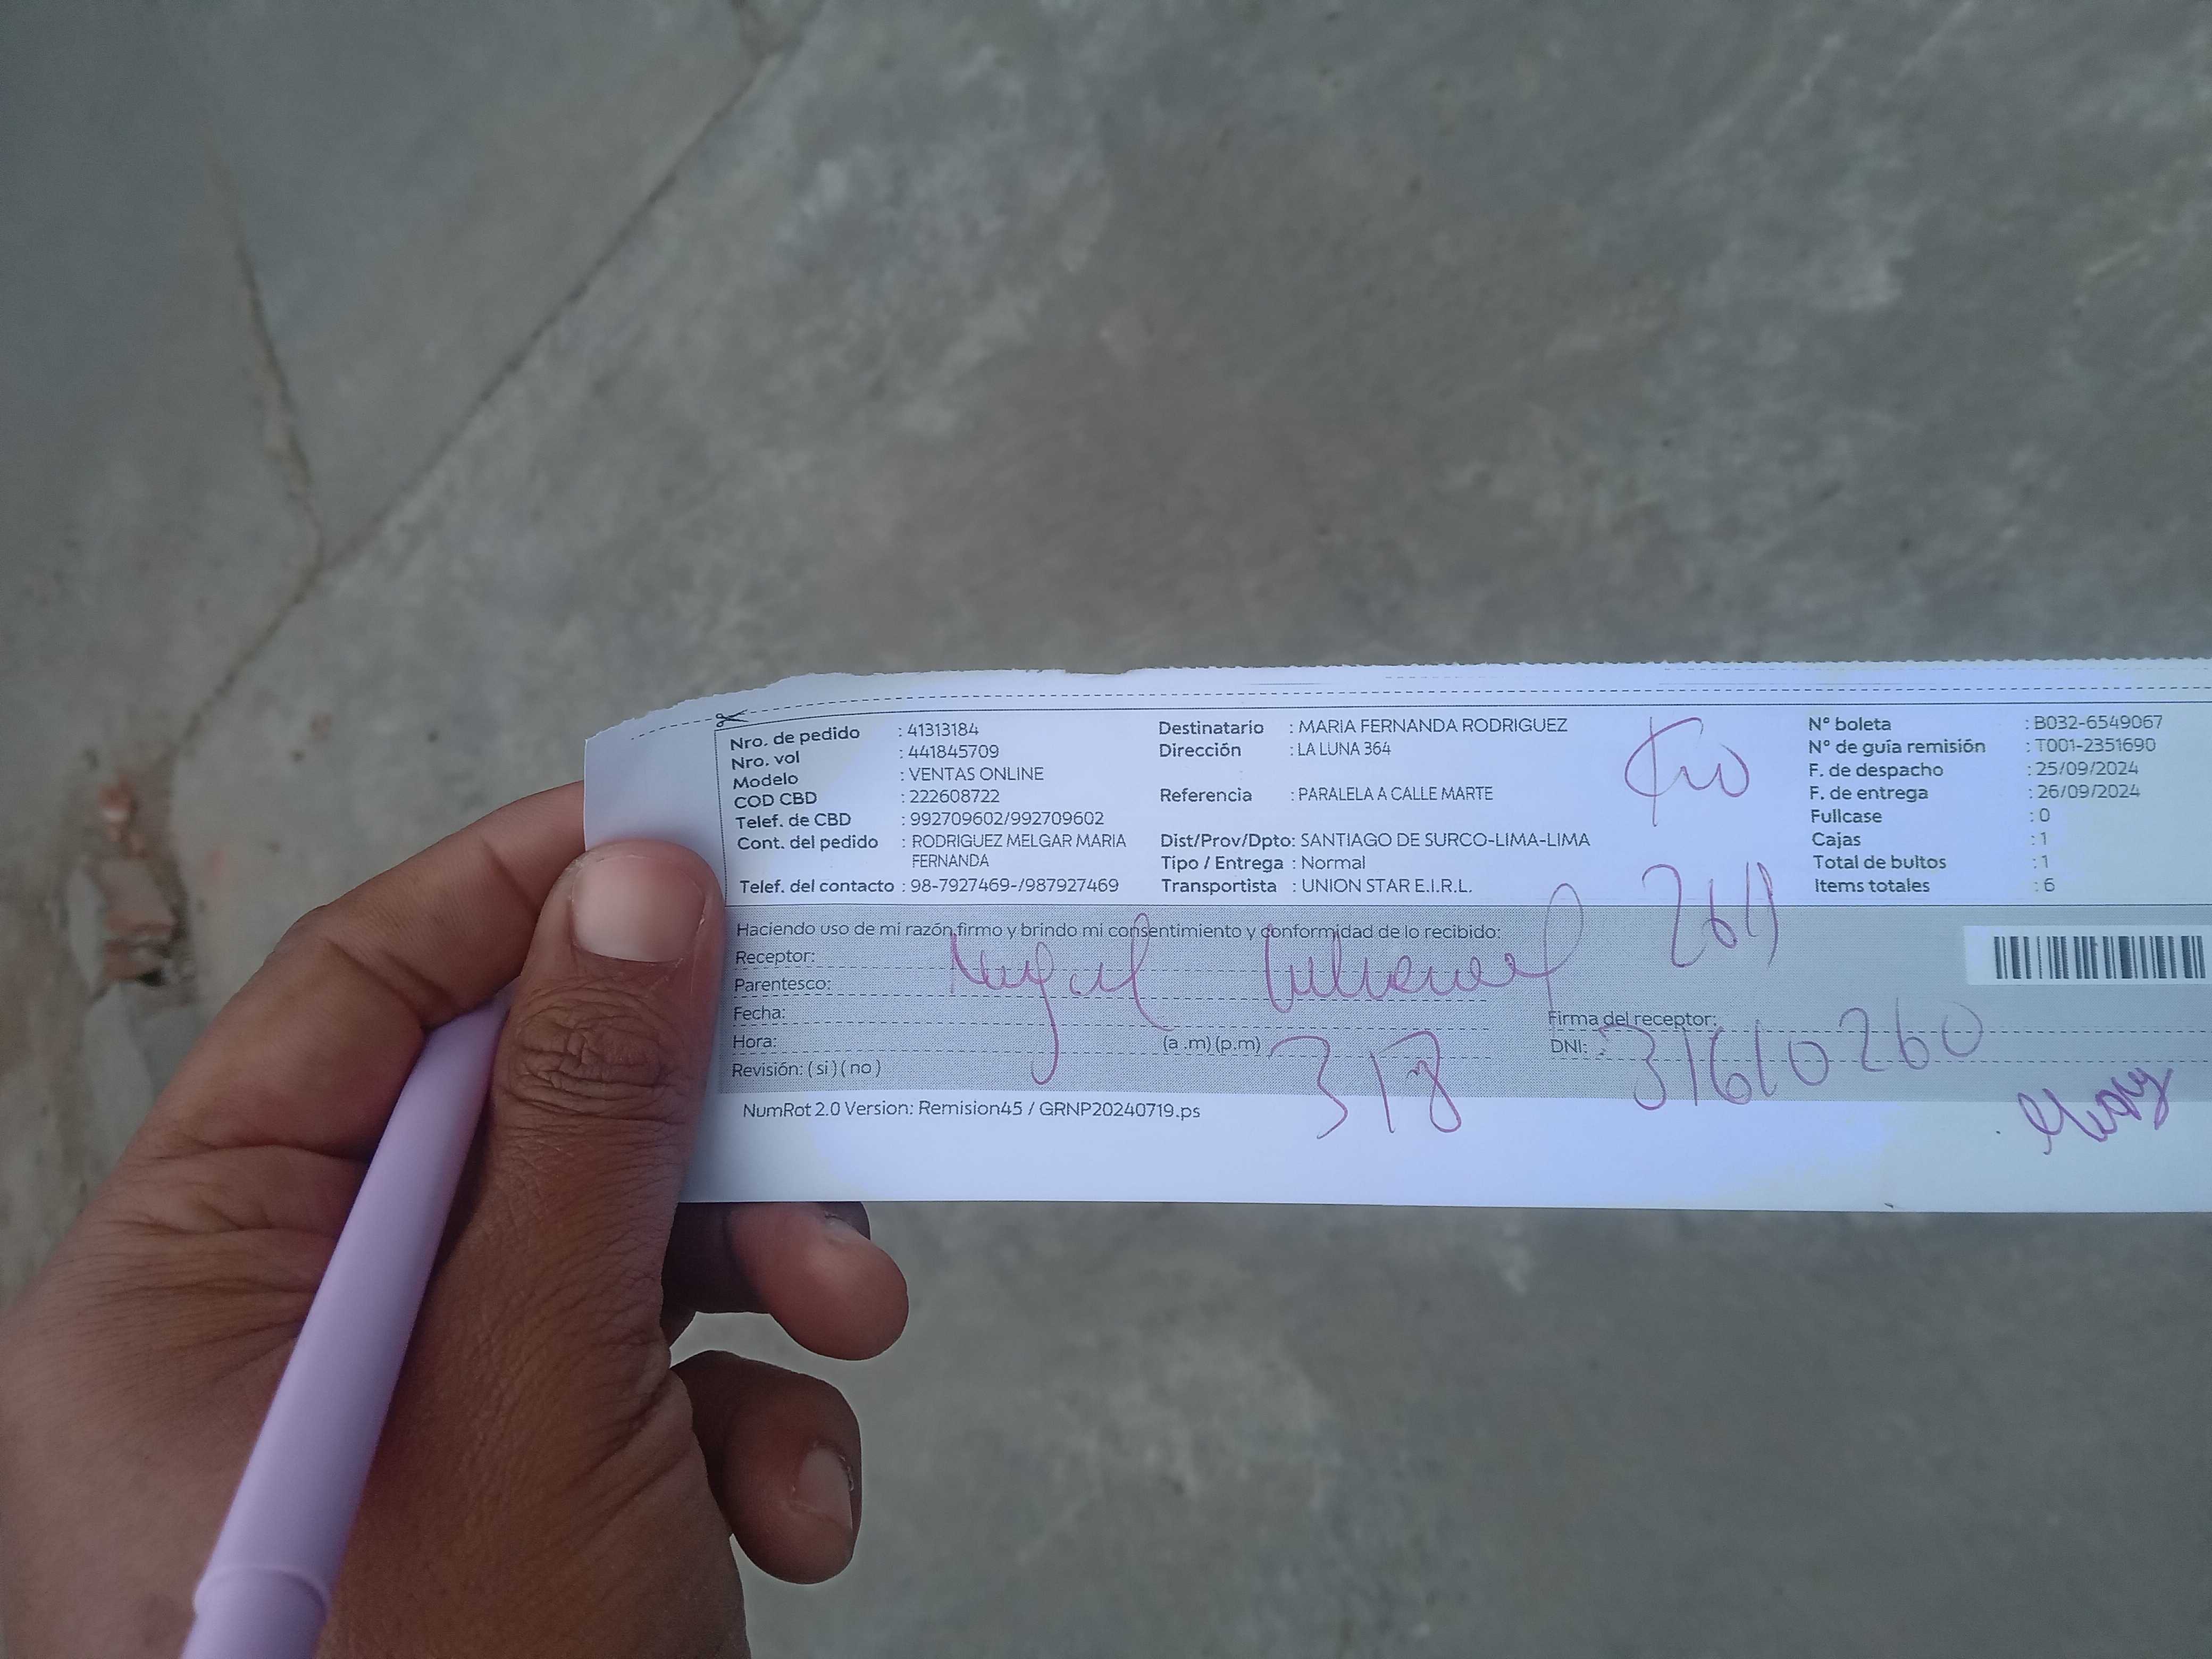 Nro. de pedido : 41313184
Nro. vol : 441845709
Modelo : VENTAS ONLINE
COD CBD : 222608722
Telef. de CBD : 992709602/992709602
Cont. del pedido : RODRIGUEZ MELGAR MARIA
FERNANDA
Telef. del contacto : 98-7927469-/987927469
Destinatario : MARIA FERNANDA RODRIGUEZ
Dirección : LA LUNA 364
Referencia : PARALELA A CALLE MARTE
Dist/Prov/Dpto: SANTIAGO DE SURCO-LIMA-LIMA
Tipo / Entrega : Normal
Transportista : UNION STAR E.I.R.L.
N° boleta : B032-6549067
N° de guía remisión : T001-2351690
F. de despacho : 25/09/2024
F. de entrega : 26/09/2024
Fullcase : 0
Cajas : 1
Total de bultos : 1
Items totales : 6
Haciendo uso de mi razón,firmo y brindo mi consentimiento y conformidad de lo recibido:
Receptor:
Parentesco:
Fecha:
Hora: (a .m) (p.m) 318
Revisión: ( si ) ( no )
Firma del receptor:
DNI: 31610260
NumRot 2.0 Version: Remision45 / GRNP20240719.ps